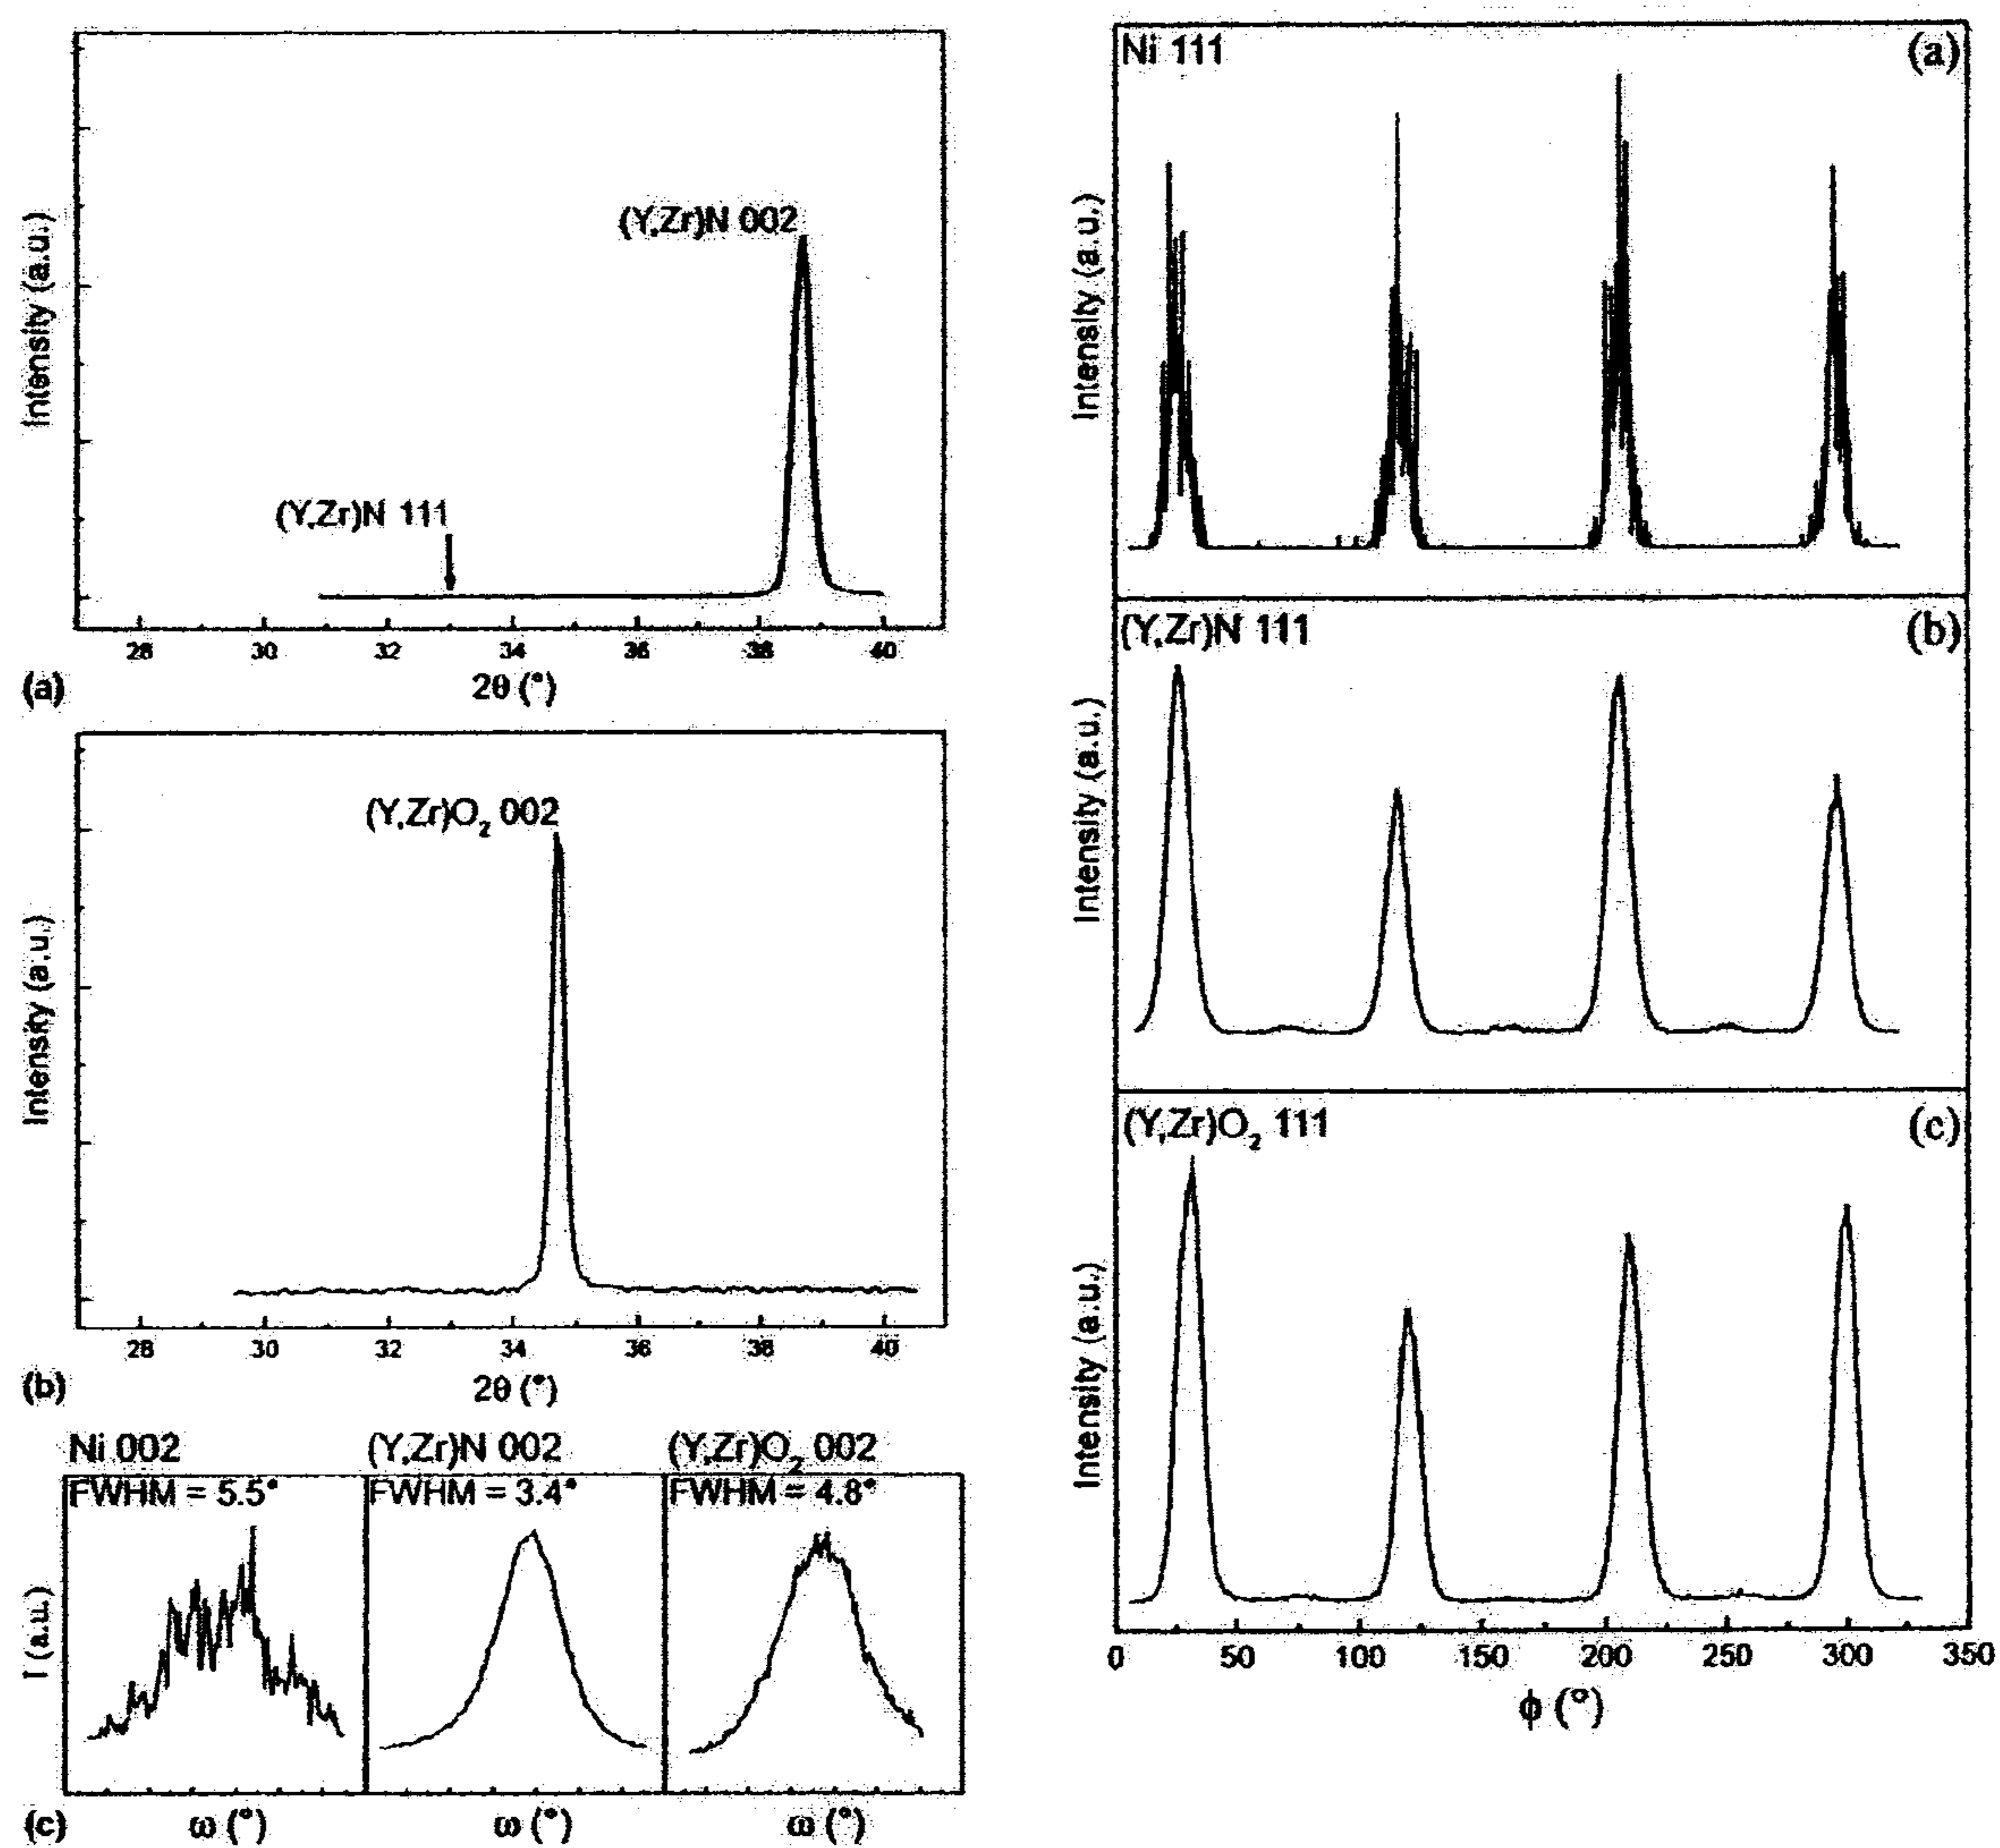 (Y,Zr)N 002
(Y,Zr)N 111
Intensity (a.u.)
28 30 32 34 36 38 40
(a)
2θ (°)
(Y,Zr)O₂ 002
Intensity (a.u.)
28 30 32 34 36 38 40
(b)
2θ (°)
Ni 002 (Y,Zr)N 002 (Y,Zr)O₂ 002
FWHM = 5.5° FWHM = 3.4° FWHM = 4.8°
I (a.u.)
(c) ω (°) ω (°) ω (°)
Ni 111 (a)
Intensity (a.u.)
(Y,Zr)N 111 (b)
Intensity (a.u.)
(Y,Zr)O₂ 111 (c)
Intensity (a.u.)
0 50 100 150 200 250 300 350
ϕ (°)